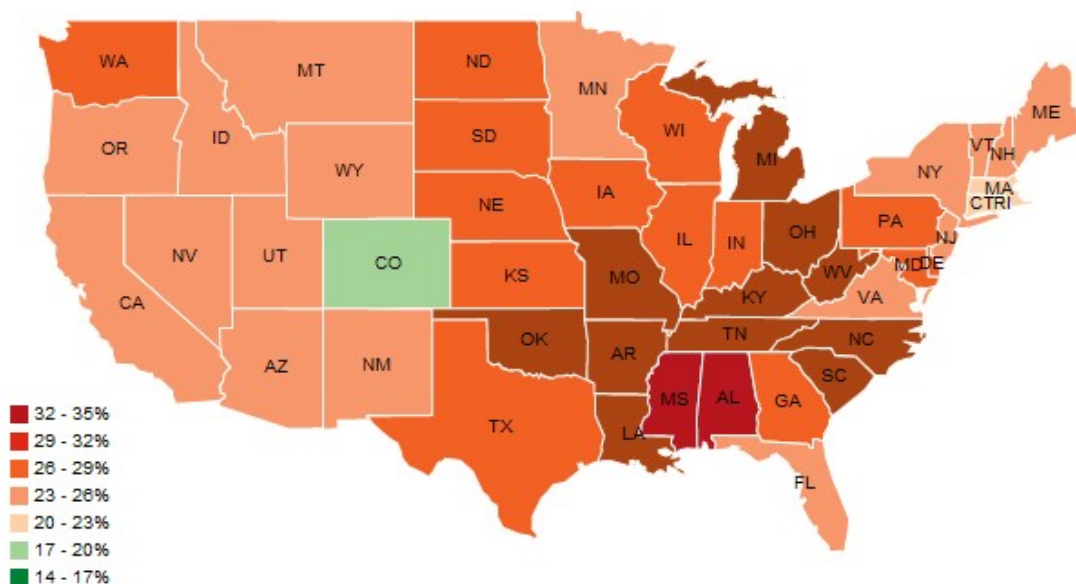 WA
MT
ND
MN
ME
OR
ID
SD
WI
VT
NH
WY
MI
NY
MA
CTRI
NE
IA
PA
NV
UT
CO
IL
IN
OH
NJ
MD
DE
CA
KS
MO
WV
VA
KY
AZ
NM
OK
AR
TN
NC
SC
TX
LA
MS
AL
GA
FL
32 - 35%
29 - 32%
26 - 29%
23 - 26%
20 - 23%
17 - 20%
14 - 17%